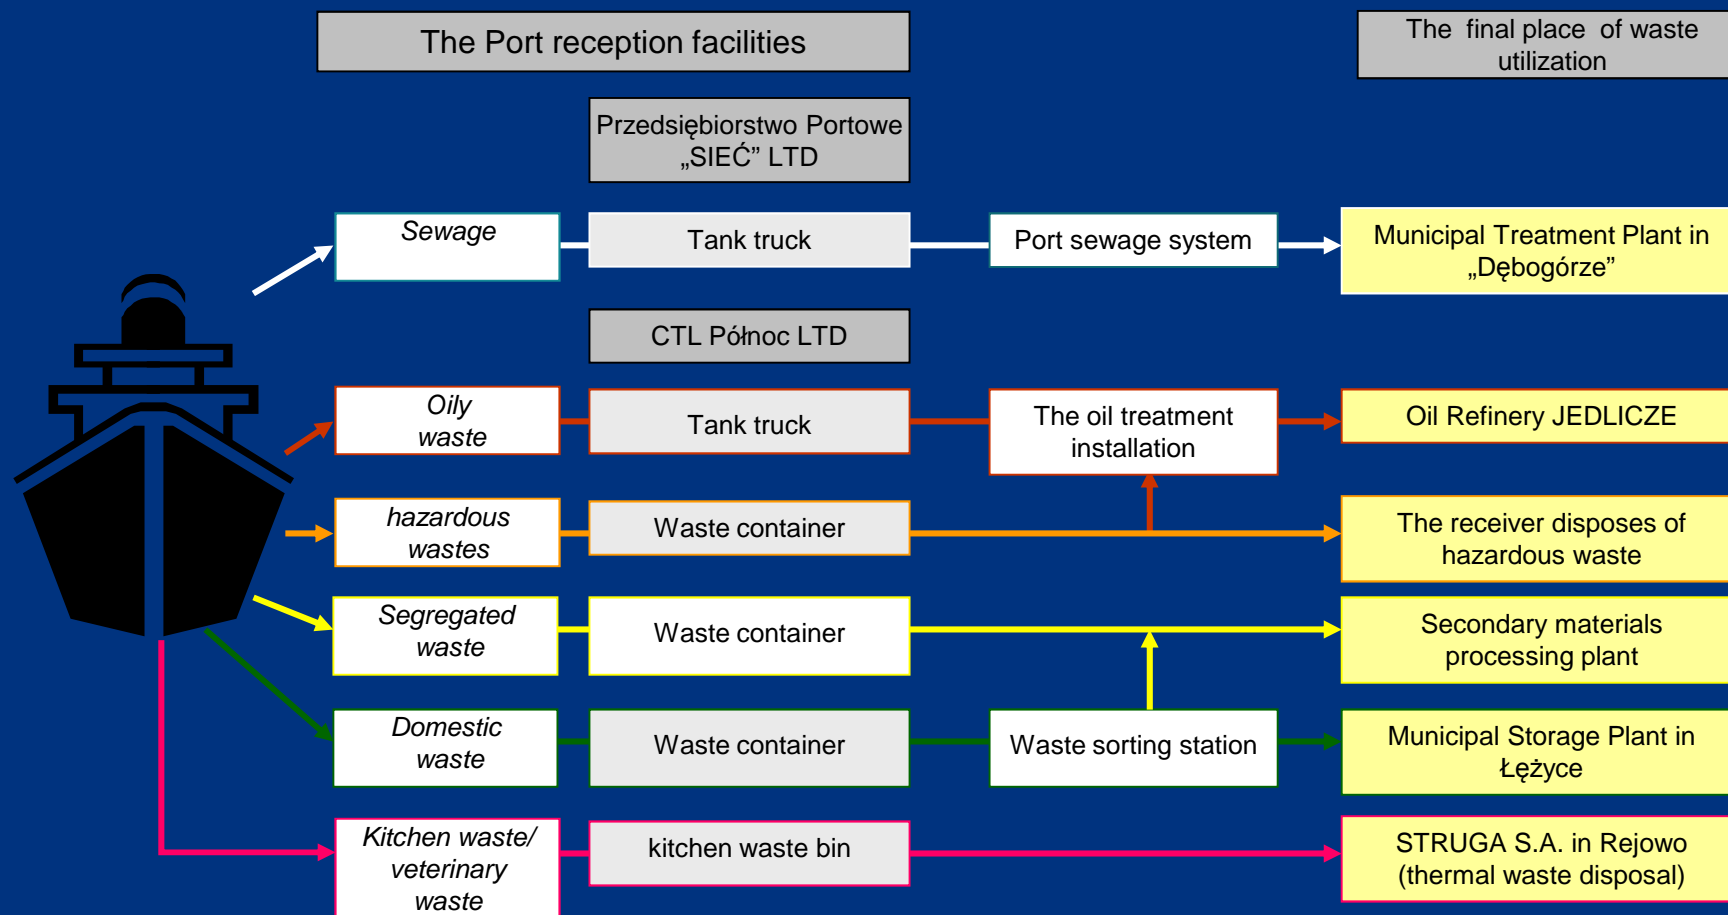 The Port reception facilities
The final place of waste
utilization
Przedsiębiorstwo Portowe
„SIEĆ” LTD
Sewage
Tank truck
Port sewage system
Municipal Treatment Plant in
„Dębogórze”
CTL Północ LTD
Oily
waste
Tank truck
The oil treatment
installation
Oil Refinery JEDLICZE
hazardous
wastes
Waste container
The receiver disposes of
hazardous waste
Segregated
waste
Waste container
Secondary materials
processing plant
Domestic
waste
Waste container
Waste sorting station
Municipal Storage Plant in
Łężyce
Kitchen waste/
veterinary
waste
kitchen waste bin
STRUGA S.A. in Rejowo
(thermal waste disposal)